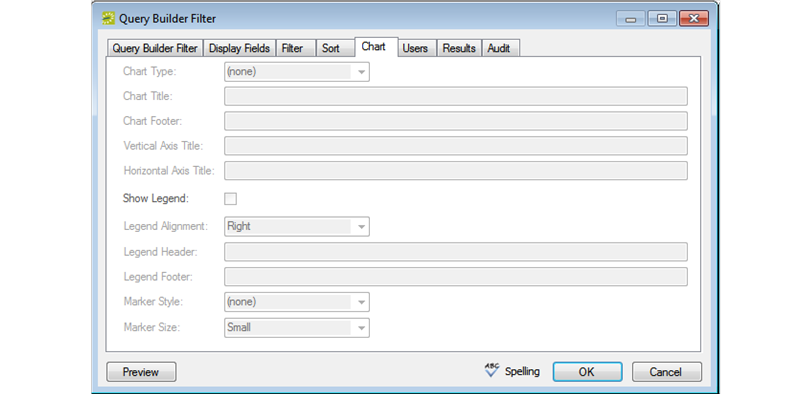 Query Builder Filter
Query Builder Filter Display Fields Filter Sort Chart Users Results Audit
Chart Type: (none)
Chart Title:
Chart Footer:
Vertical Axis Title:
Horizontal Axis Title:
Show Legend:
Legend Alignment: Right
Legend Header:
Legend Footer:
Marker Style: (none)
Marker Size: Small
Preview ABC Spelling OK Cancel